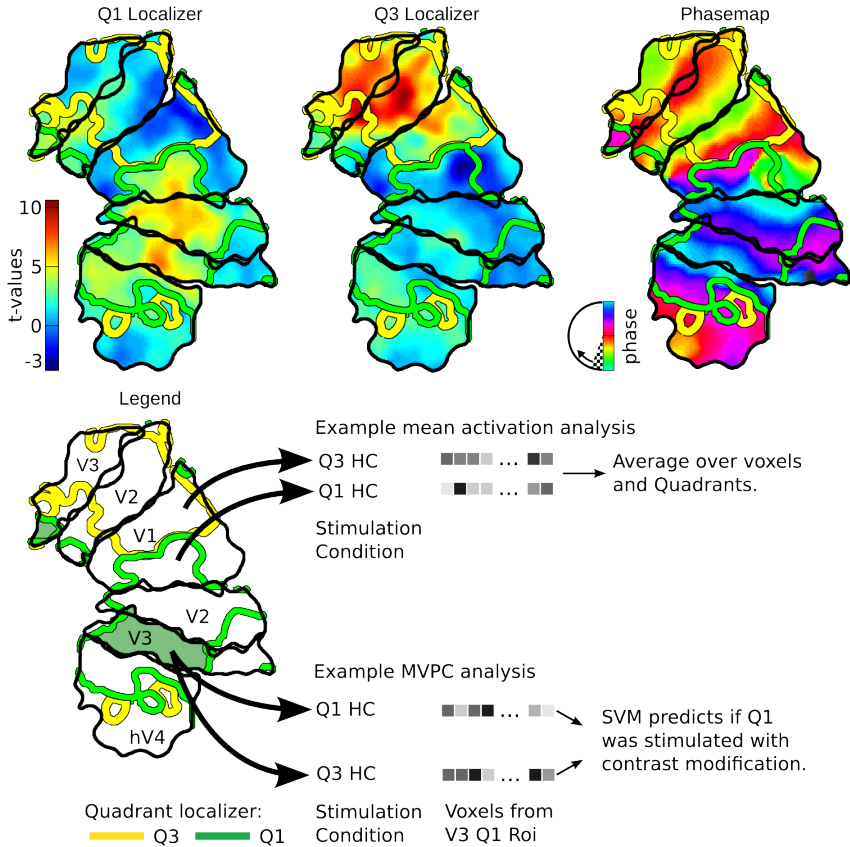 Q1 Localizer
Q3 Localizer
Phasemap
10
5
0
-3
t-values
phase
Legend
V3
V2
V1
V2
V3
hV4
Example mean activation analysis
Q3 HC
Q1 HC
...
...
Average over voxels
and Quadrants.
Stimulation
Condition
Example MVPC analysis
Q1 HC
...
Q3 HC
...
SVM predicts if Q1
was stimulated with
contrast modification.
Stimulation
Condition
Voxels from
V3 Q1 Roi
Quadrant localizer:
Q3
Q1